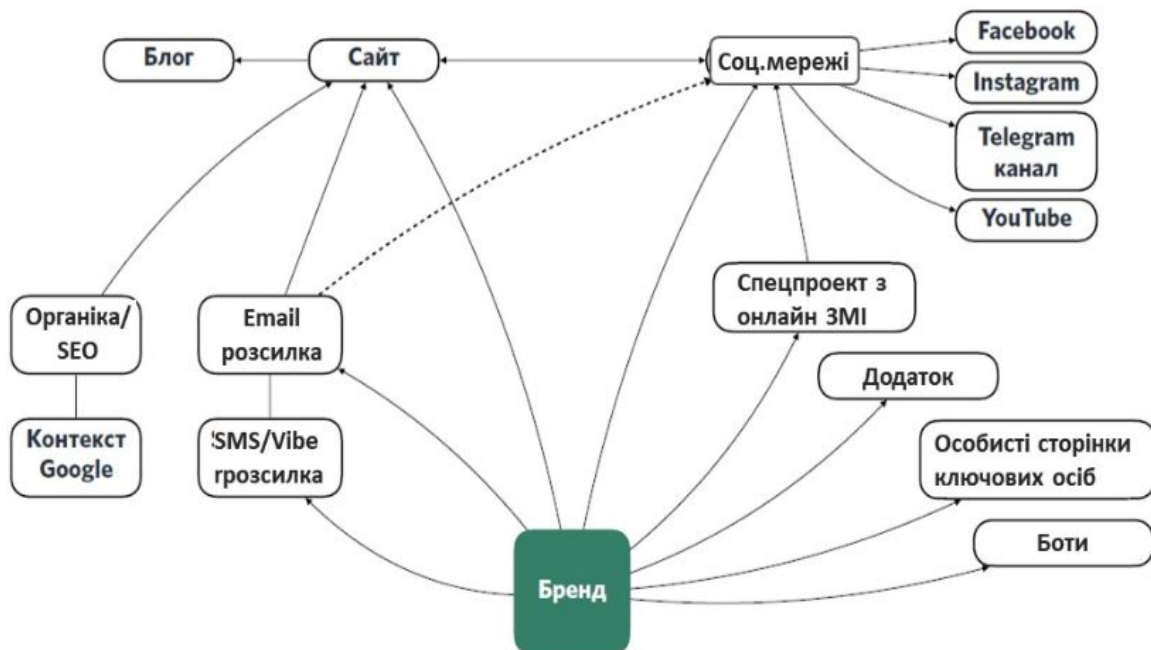 Блог
Сайт
Соц.мережі
Facebook
Instagram
Telegram
канал
YouTube
Органіка/
SEO
Email
розсилка
Спецпроект з
онлайн ЗМІ
Додаток
Контекст
Google
SMS/Vibe
rрозсилка
Особисті сторінки
ключових осіб
Боти
Бренд